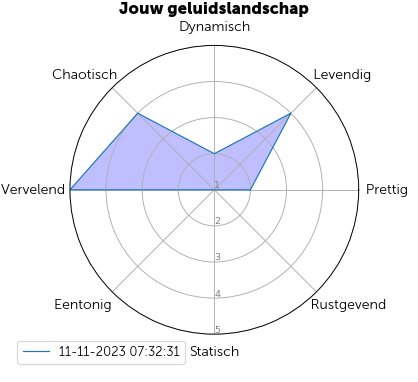 Jouw geluidslandschap
Dynamisch
Chaotisch
Levendig
Vervelend
1
Prettig
2
3
4
Eentonig
Rustgevend
5
11-11-2023 07:32:31
Statisch